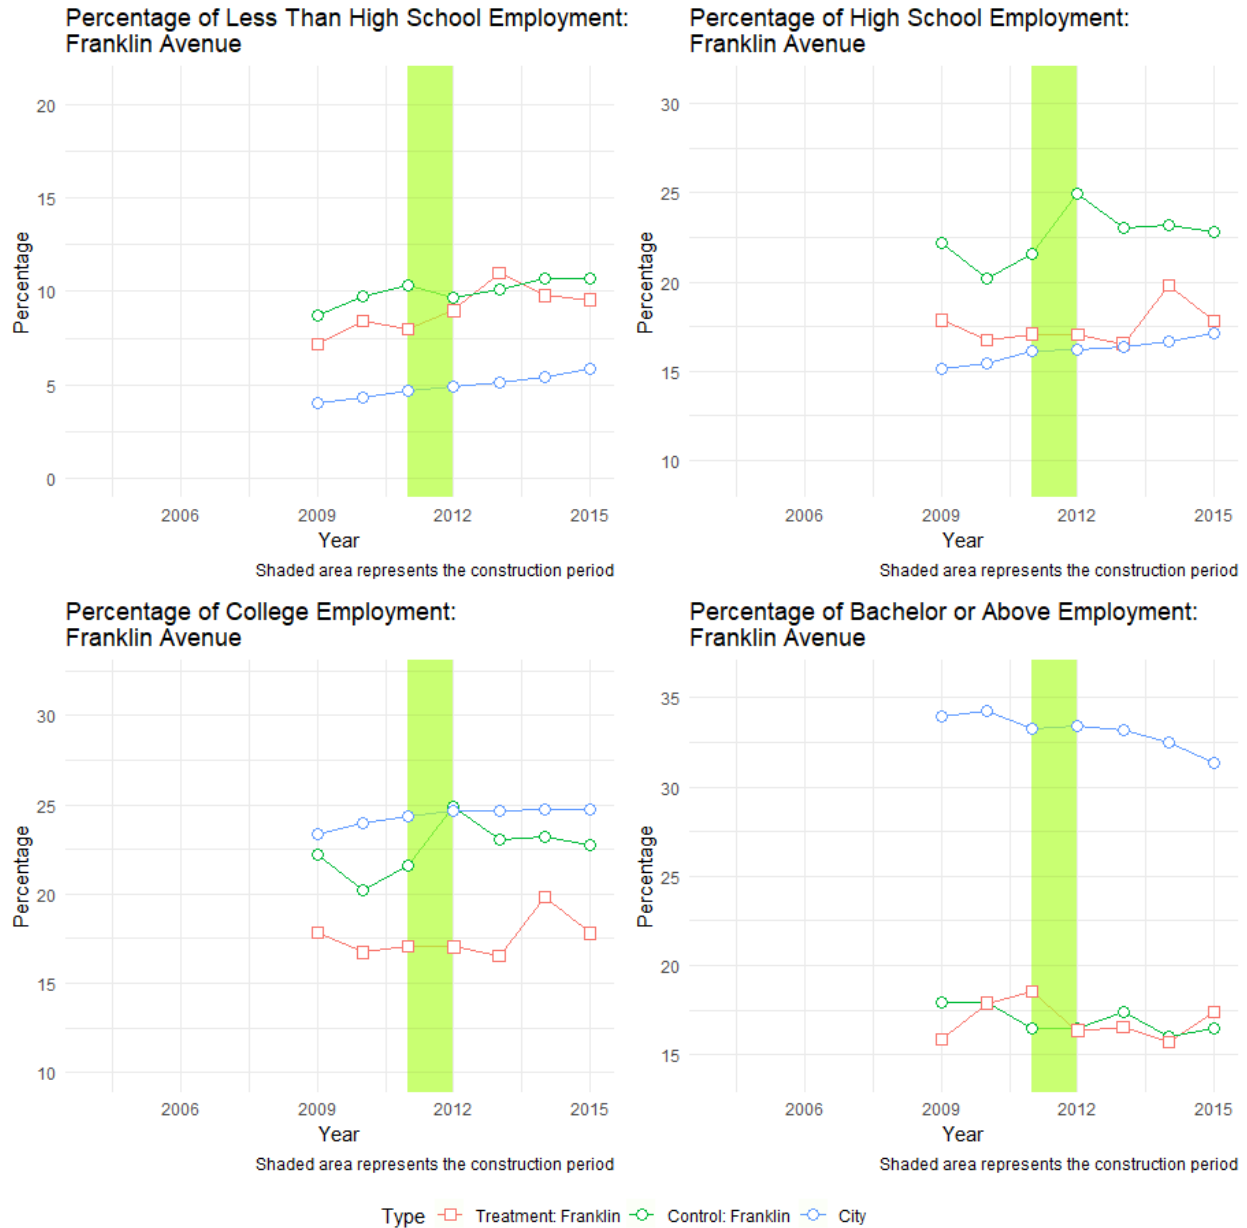 Percentage of Less Than High School Employment:
Franklin Avenue
20
15
10
5
0
Percentage
2006 2009 2012 2015
Year
Shaded area represents the construction period
Percentage of High School Employment:
Franklin Avenue
30
25
20
15
10
Percentage
2006 2009 2012 2015
Year
Shaded area represents the construction period
Percentage of College Employment:
Franklin Avenue
30
25
20
15
10
Percentage
2006 2009 2012 2015
Year
Shaded area represents the construction period
Percentage of Bachelor or Above Employment:
Franklin Avenue
35
30
25
20
15
Percentage
2006 2009 2012 2015
Year
Shaded area represents the construction period
Type Treatment: Franklin Control: Franklin City